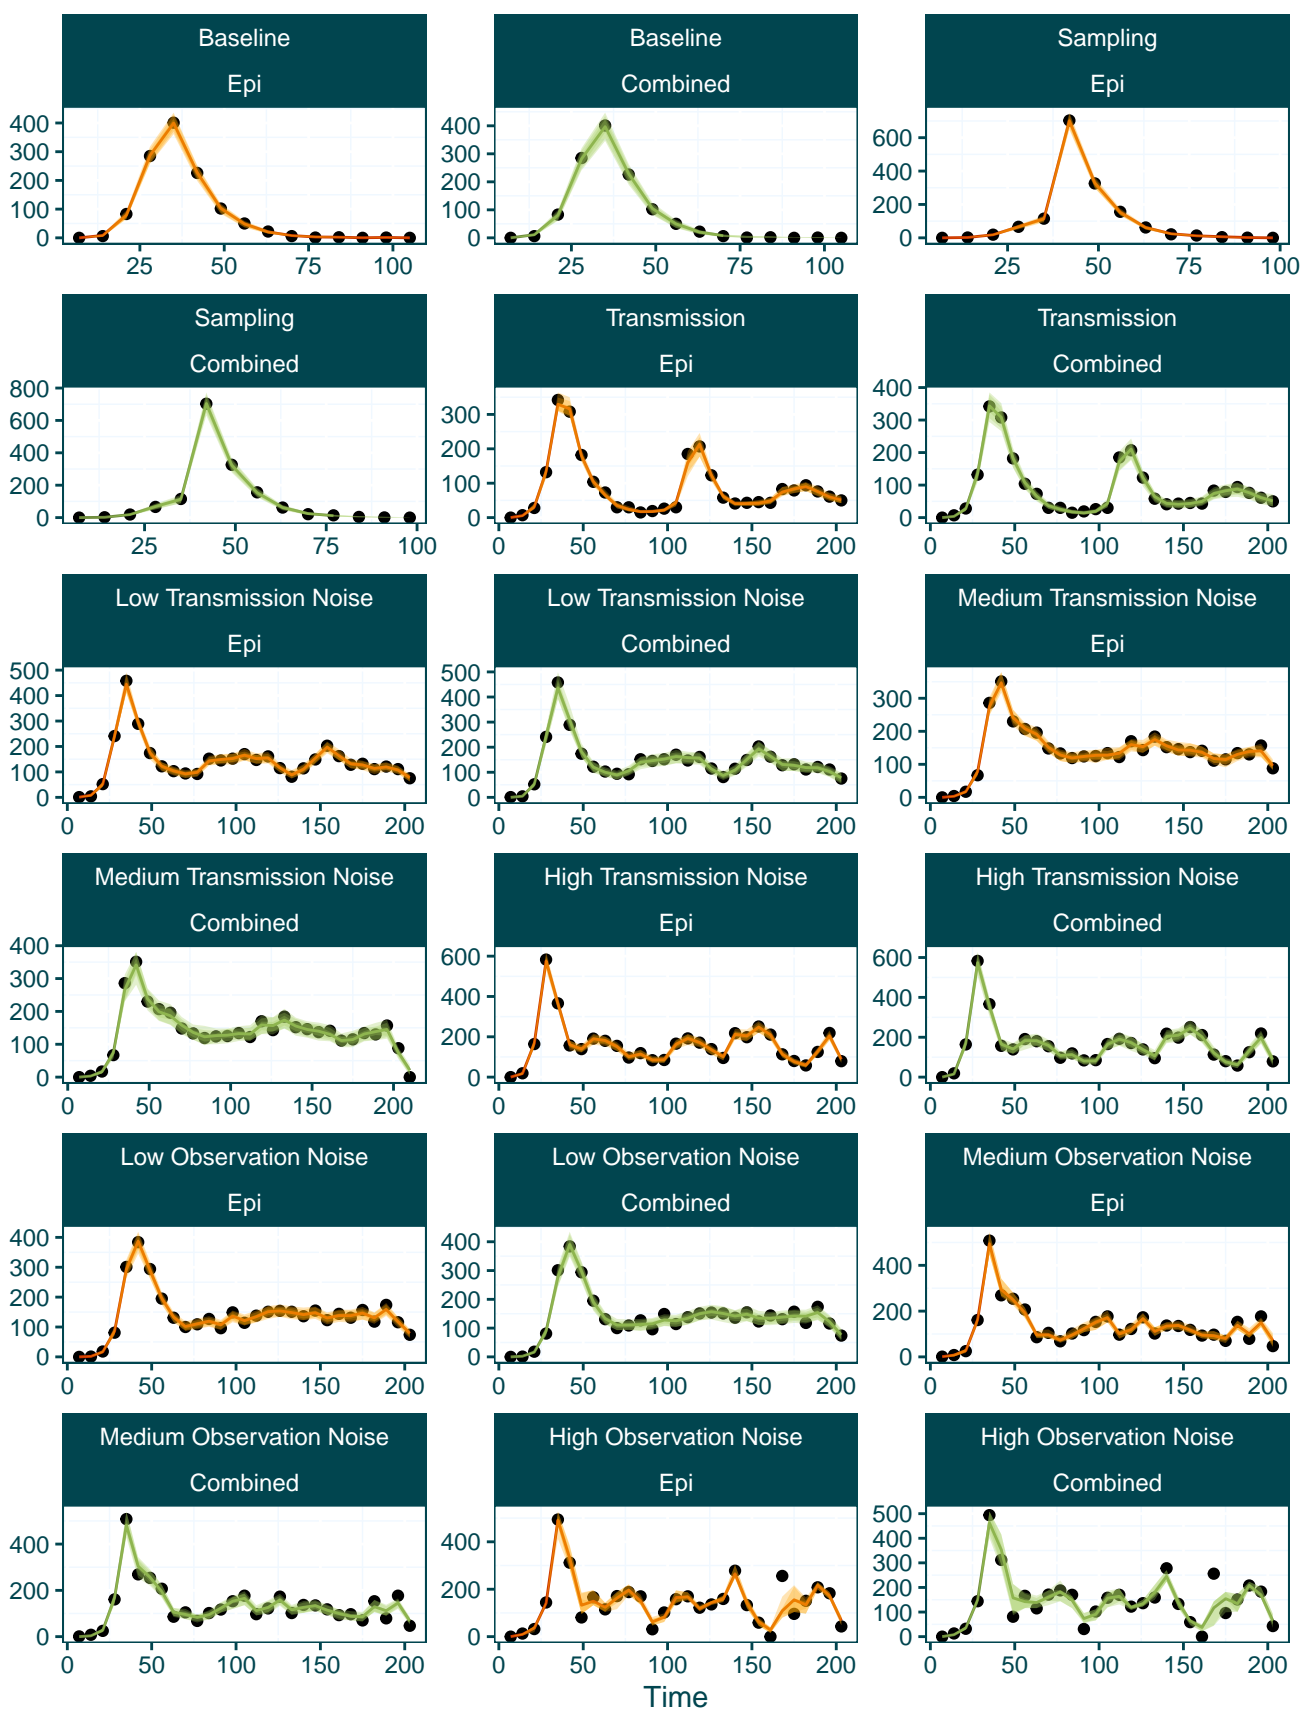 Baseline
Epi
400
300
200
100
0
25 50 75 100
Baseline
Combined
400
300
200
100
0
25 50 75 100
Sampling
Epi
600
400
200
0
25 50 75 100
Sampling
Combined
800
600
400
200
0
25 50 75 100
Transmission
Epi
300
200
100
0
0 50 100 150 200
Transmission
Combined
400
300
200
100
0
0 50 100 150 200
Low Transmission Noise
Epi
500
400
300
200
100
0
0 50 100 150 200
Low Transmission Noise
Combined
500
400
300
200
100
0
0 50 100 150 200
Medium Transmission Noise
Epi
300
200
100
0
0 50 100 150 200
Medium Transmission Noise
Combined
400
300
200
100
0
0 50 100 150 200
High Transmission Noise
Epi
600
400
200
0
0 50 100 150 200
High Transmission Noise
Combined
600
400
200
0
0 50 100 150 200
Low Observation Noise
Epi
400
300
200
100
0
0 50 100 150 200
Low Observation Noise
Combined
400
300
200
100
0
0 50 100 150 200
Medium Observation Noise
Epi
400
200
0
0 50 100 150 200
Medium Observation Noise
Combined
400
200
0
0 50 100 150 200
High Observation Noise
Epi
400
200
0
0 50 100 150 200
High Observation Noise
Combined
500
400
300
200
100
0
0 50 100 150 200
Time